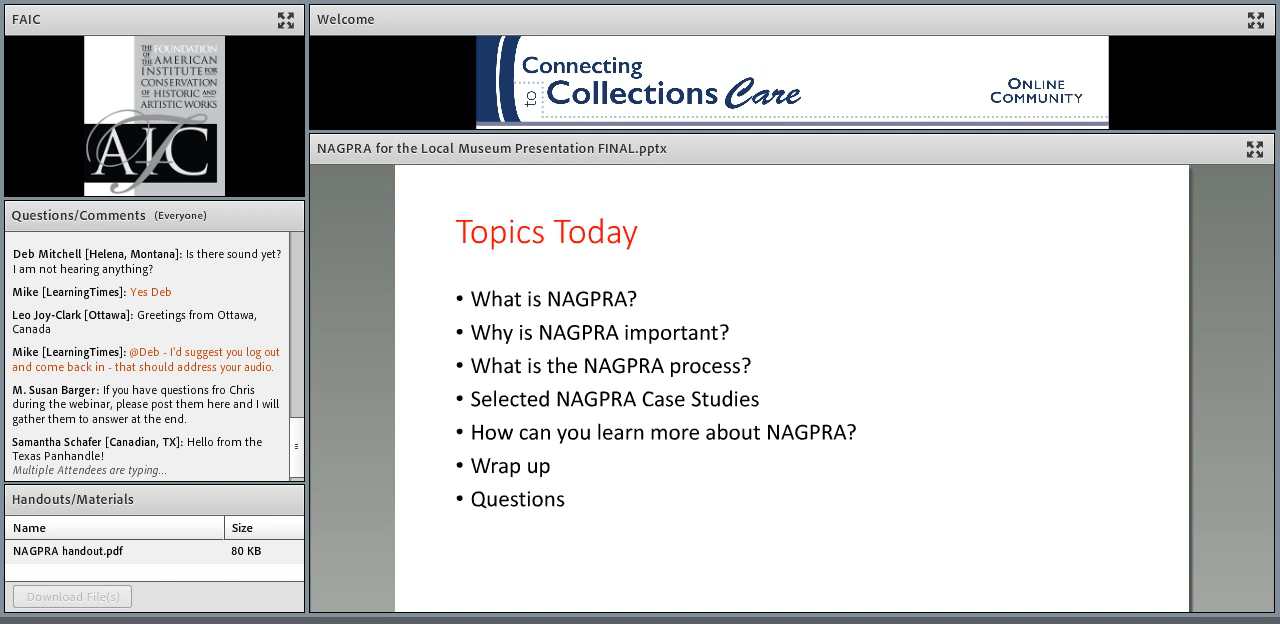 FAIC
THE FOUNDATION
OF THE AMERICAN
INSTITUTE FOR
CONSERVATION
OF HISTORIC AND
ARTISTIC WORKS
AIC
Questions/Comments (Everyone)
Deb Mitchell [Helena, Montana]: Is there sound yet?
I am not hearing anything?
Mike [LearningTimes]: Yes Deb
Leo Joy-Clark [Ottawa]: Greetings from Ottawa,
Canada
Mike [LearningTimes]: @Deb - I'd suggest you log out
and come back in - that should address your audio.
M. Susan Barger: If you have questions fro Chris
during the webinar, please post them here and I will
gather them to answer at the end.
Samantha Schafer [Canadian, TX]: Hello from the
Texas Panhandle!
Multiple Attendees are typing...
Handouts/Materials
Name Size
NAGPRA handout.pdf 80 KB
Download File(s)
Welcome
Connecting
to Collections Care
ONLINE
COMMUNITY
NAGPRA for the Local Museum Presentation FINAL.pptx
Topics Today
• What is NAGPRA?
• Why is NAGPRA important?
• What is the NAGPRA process?
• Selected NAGPRA Case Studies
• How can you learn more about NAGPRA?
• Wrap up
• Questions